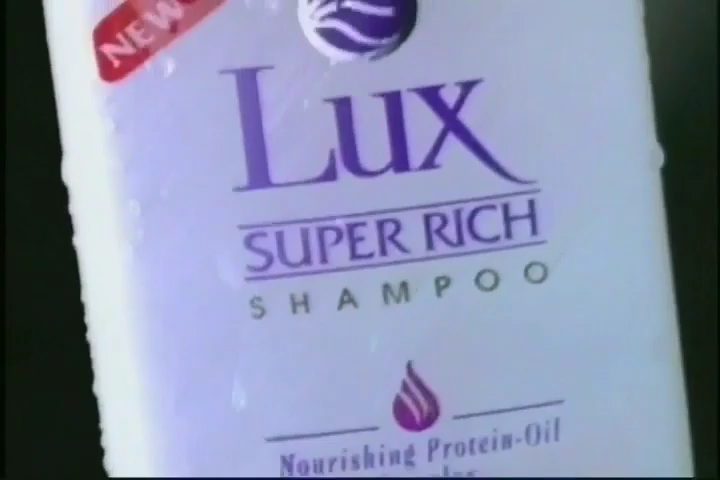 NEW
Lux
SUPER RICH
SHAMPOO
Nourishing Protein-Oil